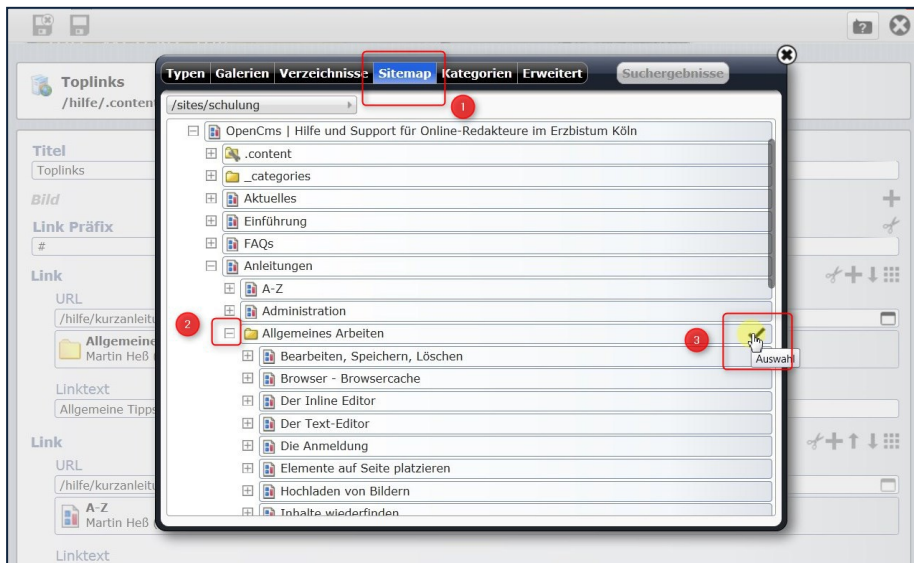 Toplinks
/hilfe/.conten
Typen Galerien Verzeichnisse Sitemap Kategorien Erweitert Suchergebnisse
/sites/schulung
1
OpenCms | Hilfe und Support für Online-Redakteure im Erzbistum Köln
.content
_categories
Aktuelles
Einführung
FAQs
Anleitungen
A-Z
Administration
2
Allgemeines Arbeiten
3
Auswahl
Bearbeiten, Speichern, Löschen
Browser - Browsercache
Der Inline Editor
Der Text-Editor
Die Anmeldung
Elemente auf Seite platzieren
Hochladen von Bildern
Inhalte wiederfinden
Titel
Toplinks
Bild
Link Präfix
#
Link
URL
/hilfe/kurzanleitu
Allgemeine
Martin Heß (
Linktext
Allgemeine Tipps
Link
URL
/hilfe/kurzanleitu
A-Z
Martin Heß (
Linktext